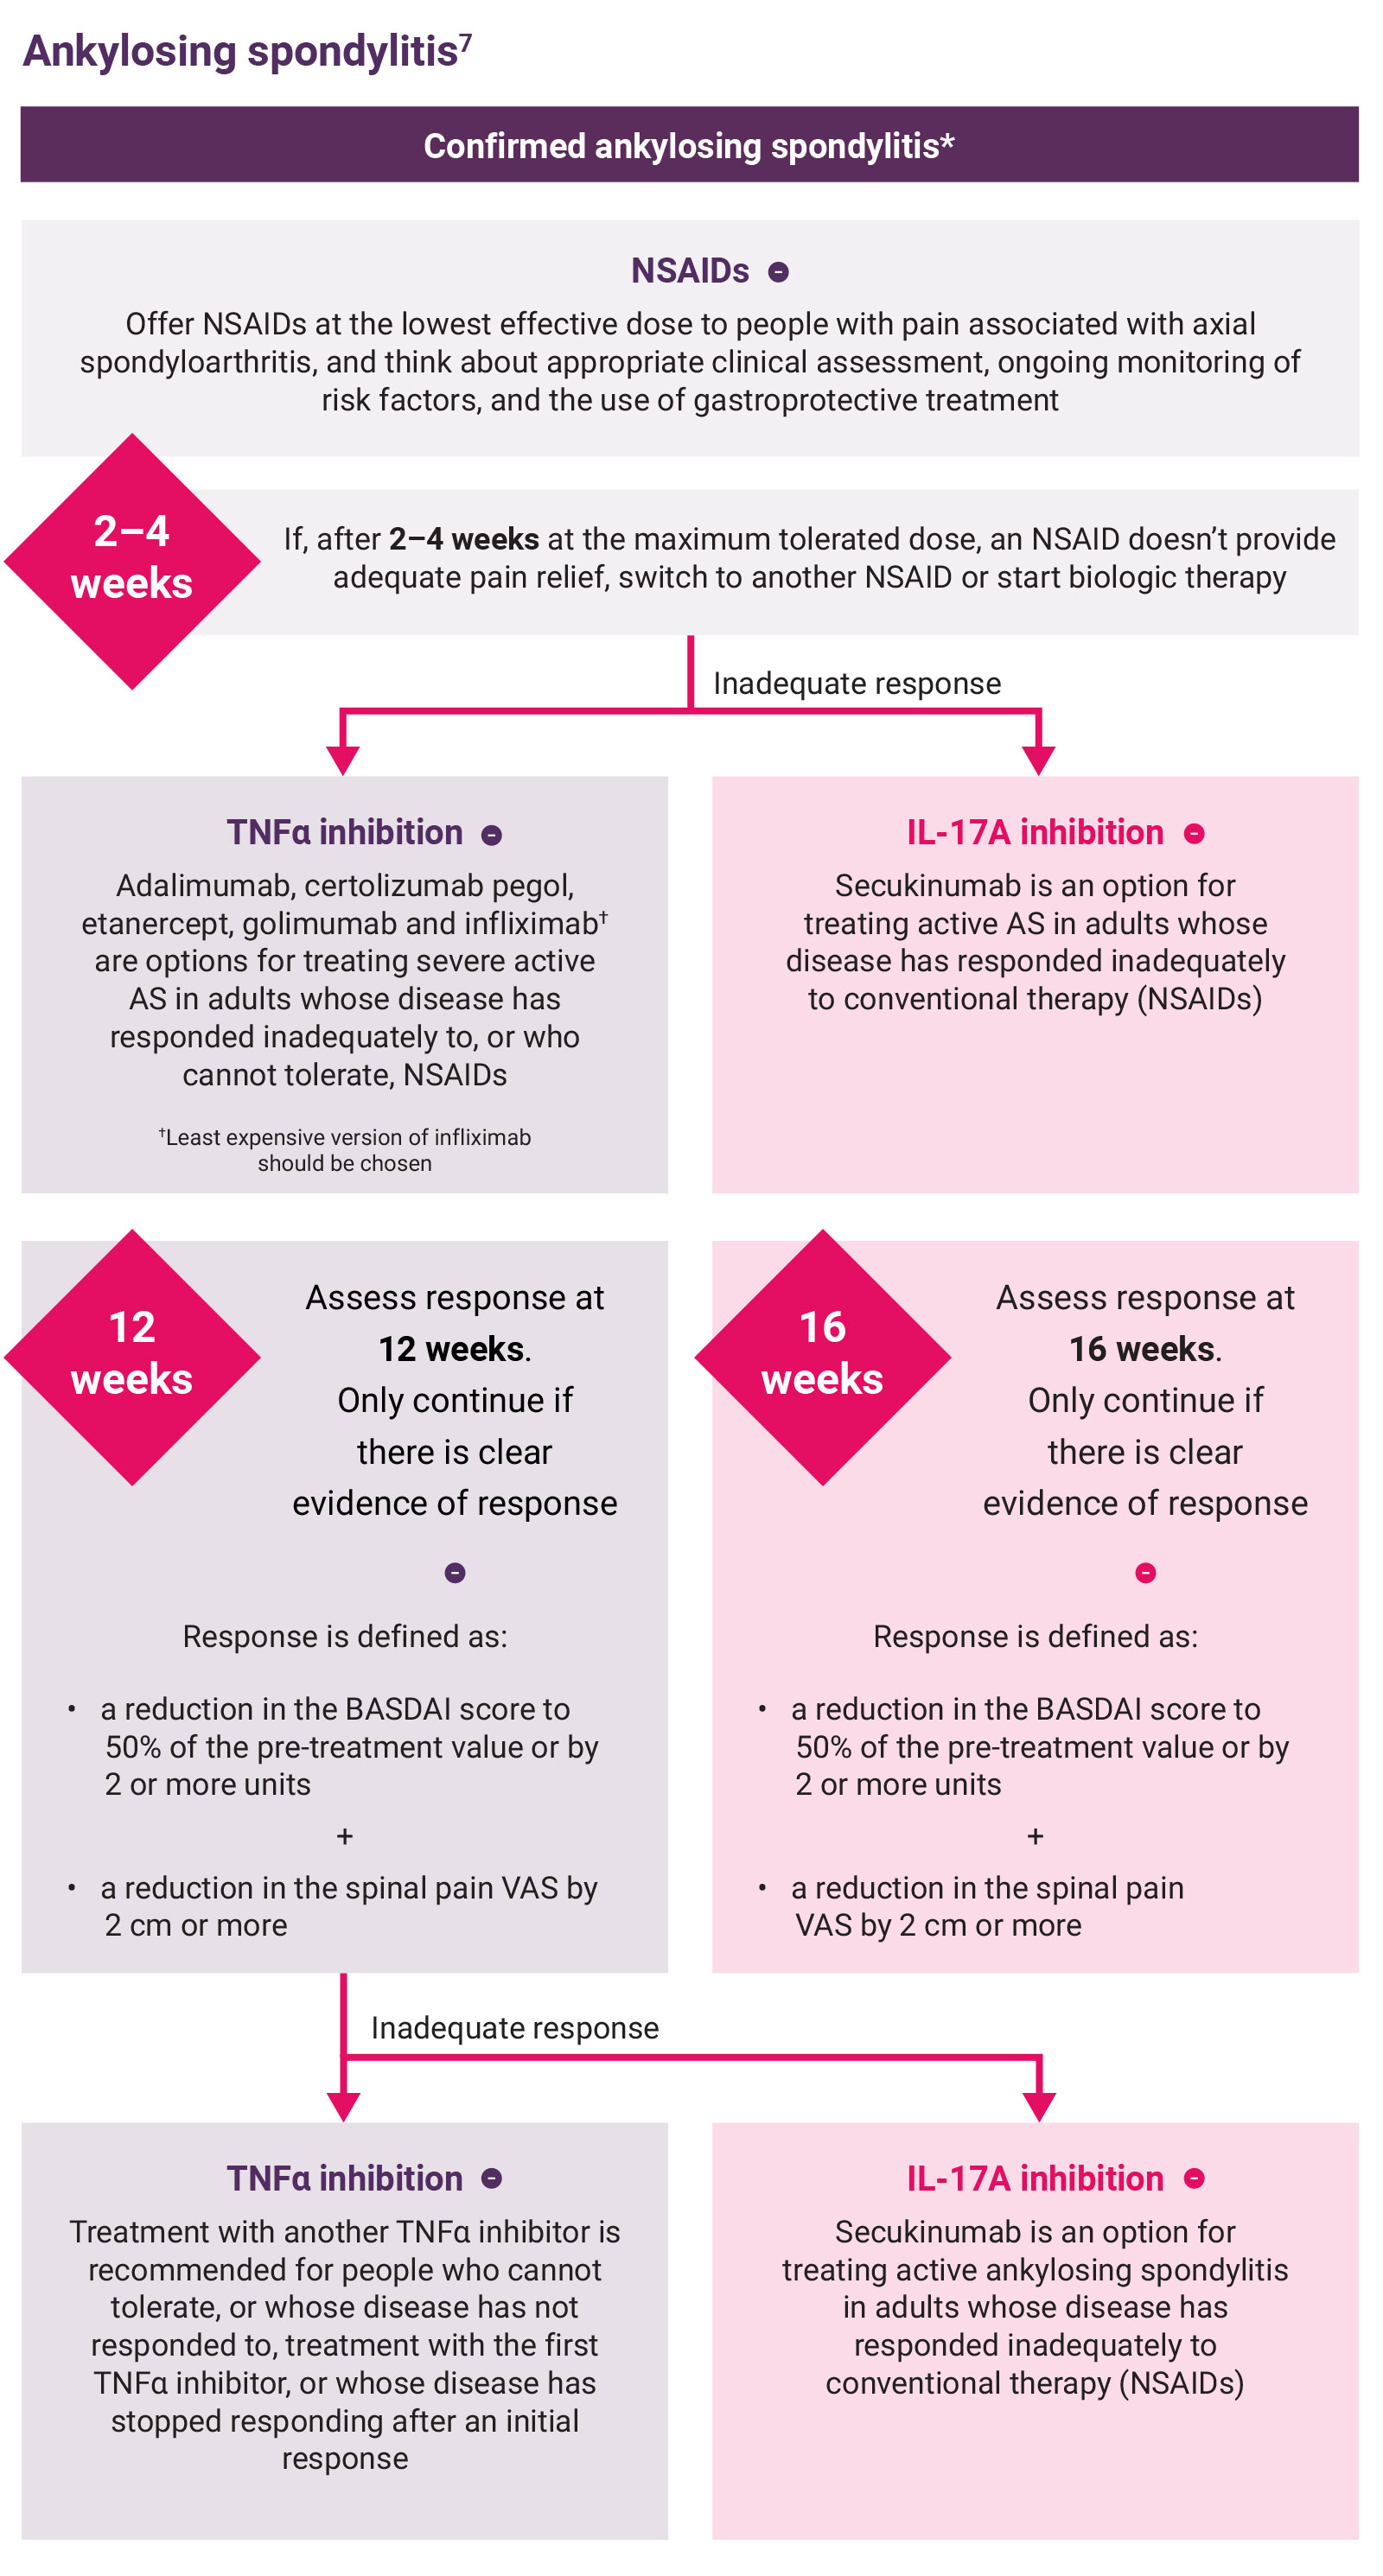 Ankylosing spondylitis⁷
Confirmed ankylosing spondylitis*
NSAIDs
Offer NSAIDs at the lowest effective dose to people with pain associated with axial
spondyloarthritis, and think about appropriate clinical assessment, ongoing monitoring of
risk factors, and the use of gastroprotective treatment
2–4
weeks
If, after 2–4 weeks at the maximum tolerated dose, an NSAID doesn’t provide
adequate pain relief, switch to another NSAID or start biologic therapy
Inadequate response
TNFα inhibition
Adalimumab, certolizumab pegol,
etanercept, golimumab and infliximab†
are options for treating severe active
AS in adults whose disease has
responded inadequately to, or who
cannot tolerate, NSAIDs
†Least expensive version of infliximab
should be chosen
IL-17A inhibition
Secukinumab is an option for
treating active AS in adults whose
disease has responded inadequately
to conventional therapy (NSAIDs)
12
weeks
Assess response at
12 weeks.
Only continue if
there is clear
evidence of response
Response is defined as:
• a reduction in the BASDAI score to
50% of the pre-treatment value or by
2 or more units
+
• a reduction in the spinal pain VAS by
2 cm or more
16
weeks
Assess response at
16 weeks.
Only continue if
there is clear
evidence of response
Response is defined as:
• a reduction in the BASDAI score to
50% of the pre-treatment value or by
2 or more units
+
• a reduction in the spinal pain
VAS by 2 cm or more
Inadequate response
TNFα inhibition
Treatment with another TNFα inhibitor is
recommended for people who cannot
tolerate, or whose disease has not
responded to, treatment with the first
TNFα inhibitor, or whose disease has
stopped responding after an initial
response
IL-17A inhibition
Secukinumab is an option for
treating active ankylosing spondylitis
in adults whose disease has
responded inadequately to
conventional therapy (NSAIDs)